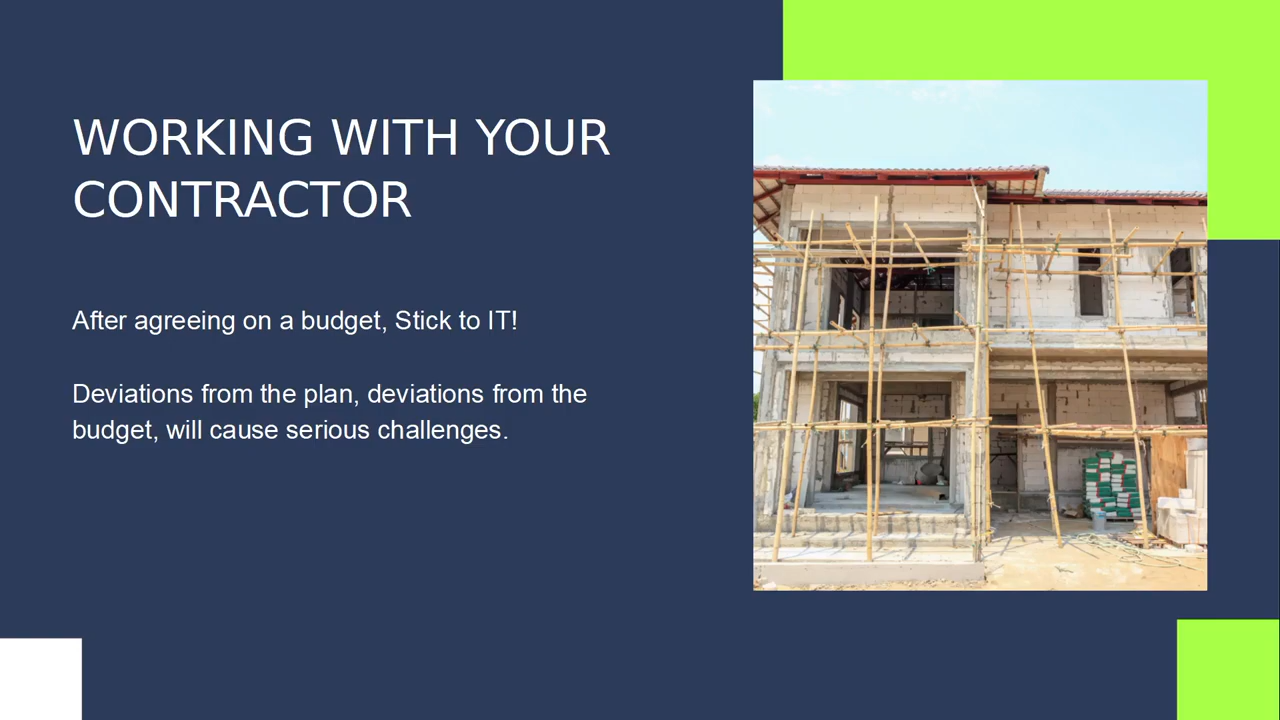 WORKING WITH YOUR
CONTRACTOR
After agreeing on a budget, Stick to IT!
Deviations from the plan, deviations from the
budget, will cause serious challenges.